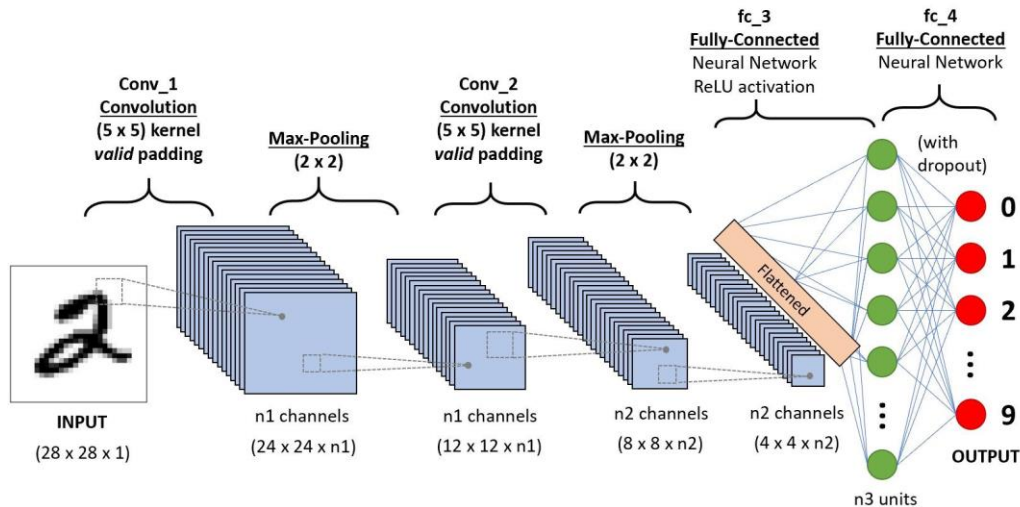 fc_3
Fully-Connected
Neural Network
ReLU activation
fc_4
Fully-Connected
Neural Network
Conv_1
Convolution
(5 x 5) kernel
valid padding
Max-Pooling
(2 x 2)
Conv_2
Convolution
(5 x 5) kernel
valid padding
Max-Pooling
(2 x 2)
(with
dropout)
Flattened
0
1
2
9
2
INPUT
(28 x 28 x 1)
n1 channels
(24 x 24 x n1)
n1 channels
(12 x 12 x n1)
n2 channels
(8 x 8 x n2)
n2 channels
(4 x 4 x n2)
OUTPUT
n3 units